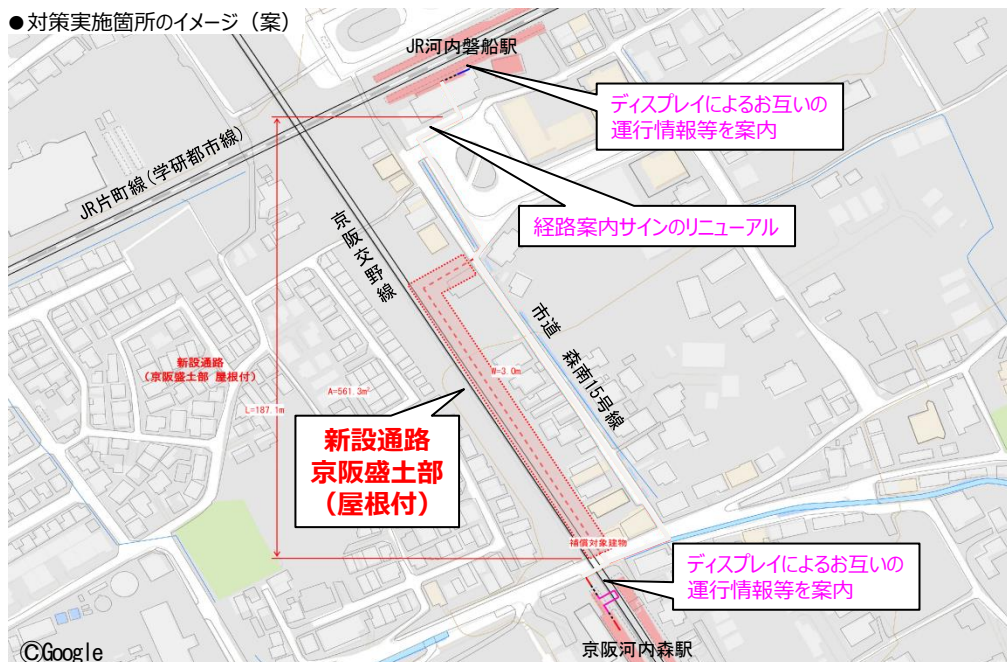 ●対策実施箇所のイメージ（案）
JR河内磐船駅
ディスプレイによるお互いの
運行情報等を案内
経路案内サインのリニューアル
JR片町線(学研都市線)
京阪交野線
市道 森南15号線
新設通路
(京阪盛土部 屋根付)
A=561.3m²
L=187.1m
W=3.0m
新設通路
京阪盛土部
（屋根付）
補償対象建物
ディスプレイによるお互いの
運行情報等を案内
京阪河内森駅
©Google